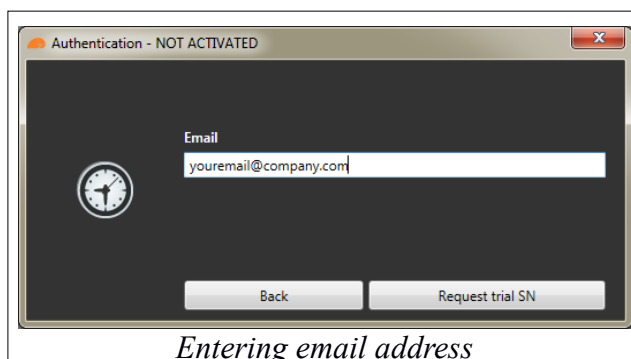 Authentication - NOT ACTIVATED
Email
youremail@company.com
Back Request trial SN
Entering email address